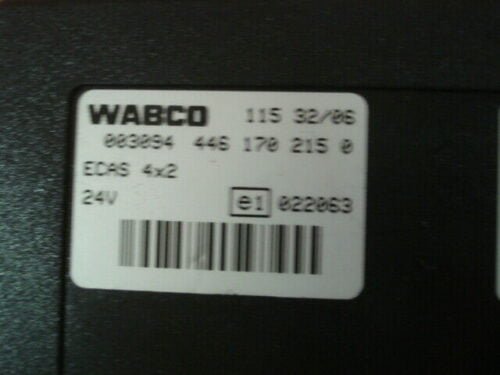 WABCO 115 32/06
003094 446 170 215 0
ECAS 4x2
24V e1 022063